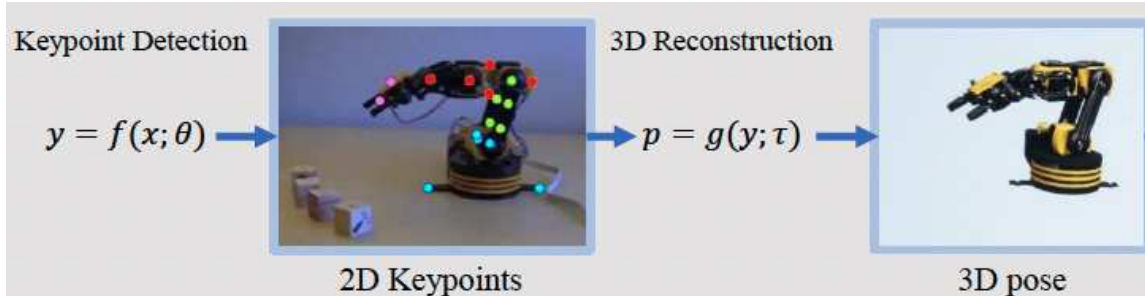 Keypoint Detection
3D Reconstruction
y = f(x; θ)
p = g(y; τ)
2D Keypoints
3D pose